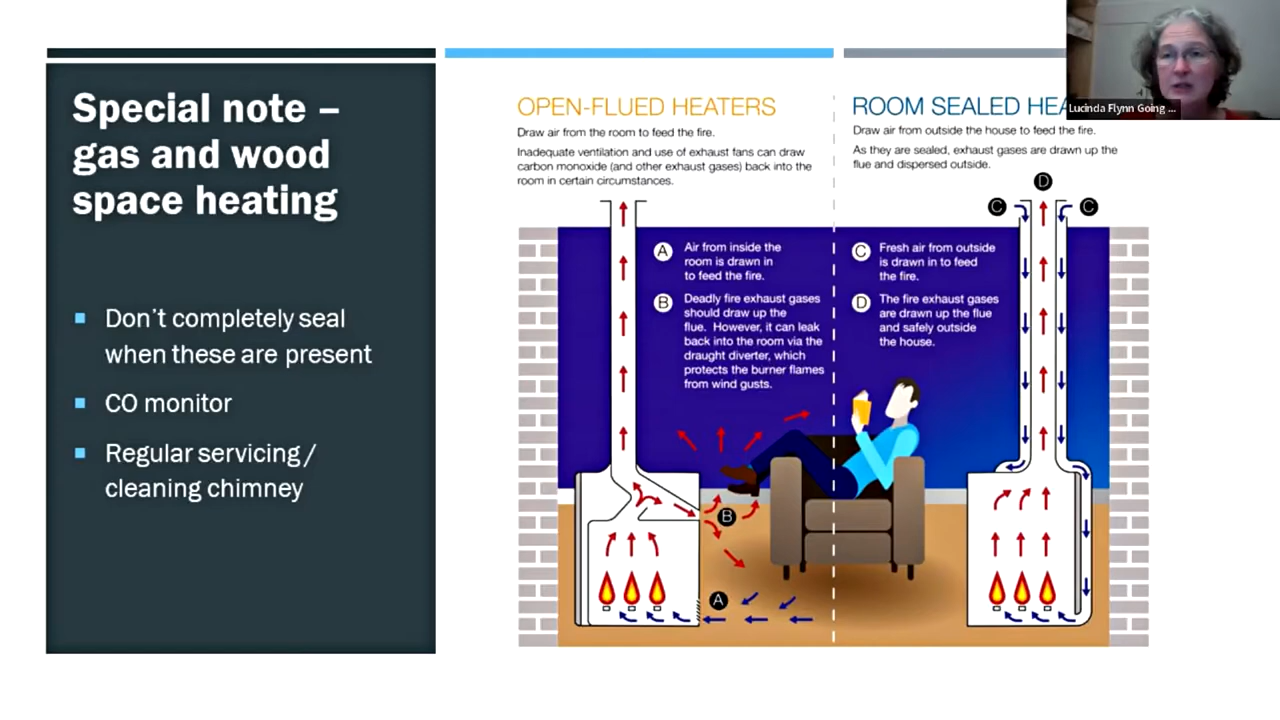 Special note –
gas and wood
space heating
Don't completely seal
when these are present
CO monitor
Regular servicing/
cleaning chimney
OPEN-FLUED HEATERS
Draw air from the room to feed the fire.
Inadequate ventilation and use of exhaust fans can draw
carbon monoxide (and other exhaust gases) back into the
room in certain circumstances.
ROOM SEALED HEA
Draw air from outside the house to feed the fire.
As they are sealed, exhaust gases are drawn up the
flue and dispersed outside.
Lucinda Flynn Going ...
D
C
C
A
Air from inside the
room is drawn in
to feed the fire.
B
Deadly fire exhaust gases
should draw up the
flue. However, it can leak
back into the room via the
draught diverter, which
protects the burner flames
from wind gusts.
C
Fresh air from outside
is drawn in to feed
the fire.
D
The fire exhaust gases
are drawn up the flue
and safely outside
the house.
B
A